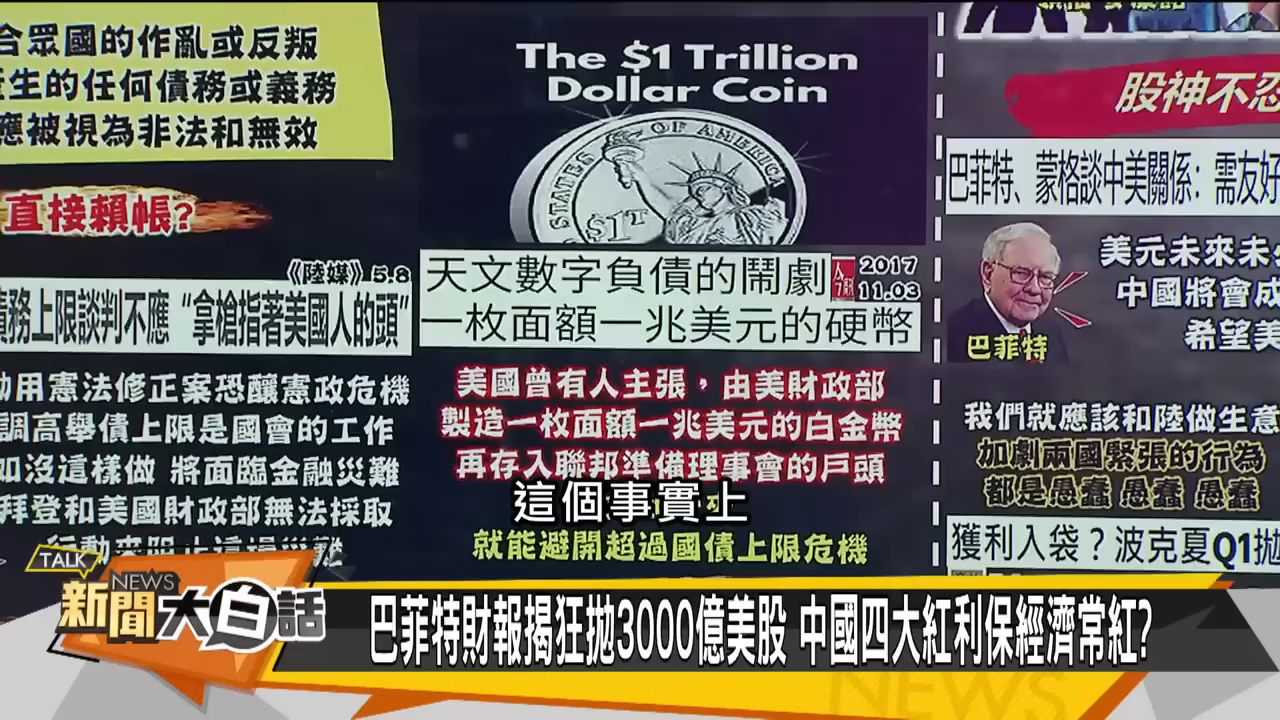 合眾國的作亂或反叛
生的任何債務或義務
應被視為非法和無效
直接賴帳?
《陸媒》5.8
債務上限談判不應“拿槍指著美國人的頭”
動用憲法修正案恐釀憲政危機
調高舉債上限是國會的工作
如沒這樣做 將面臨金融災難
拜登和美國財政部無法採取
The $1 Trillion
Dollar Coin
STATES OF AMERICA
$1T
天文數字負債的鬧劇
2017
11.03
一枚面額一兆美元的硬幣
美國曾有人主張，由美財政部
製造一枚面額一兆美元的白金幣
再存入聯邦準備理事會的戶頭
就能避開超過國債上限危機
股神不忍
巴菲特、蒙格談中美關係：需友好
美元未來未
中國將會成
希望美
巴菲特
我們就應該和陸做生意
加劇兩國緊張的行為
都是愚蠢 愚蠢 愚蠢
獲利入袋？波克夏Q1拋
這個事實上
TALK
NEWS
新聞大白話
巴菲特財報揭狂拋3000億美股 中國四大紅利保經濟常紅?
NEWS